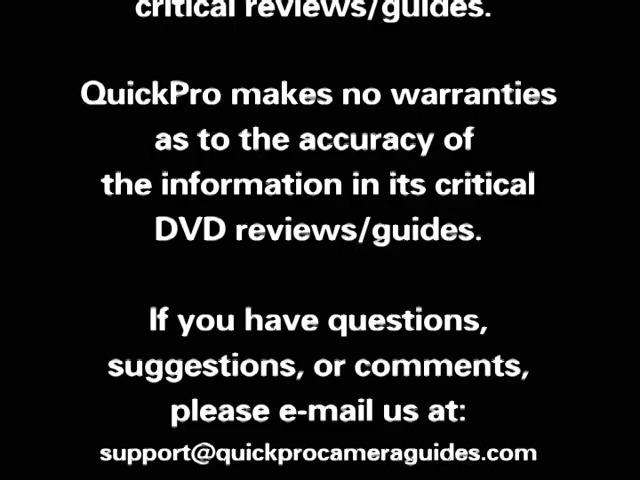 critical reviews/guides.
QuickPro makes no warranties
as to the accuracy of
the information in its critical
DVD reviews/guides.
If you have questions,
suggestions, or comments,
please e-mail us at:
support@quickprocameraguides.com